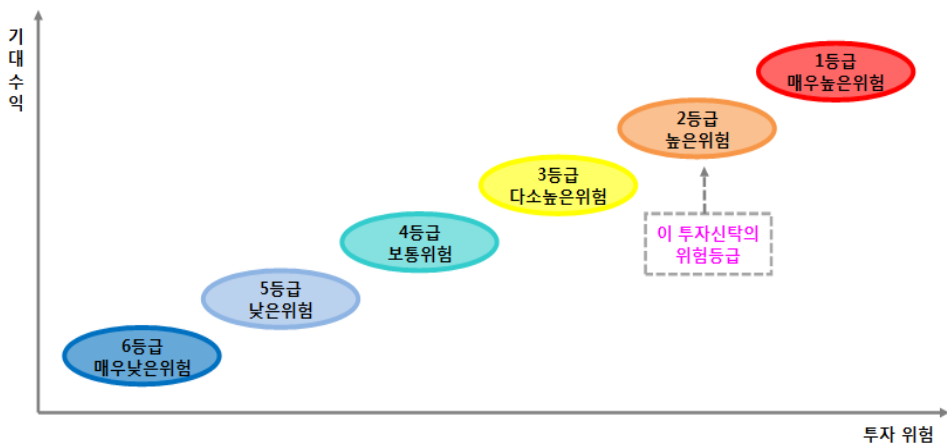 기대수익
1등급
매우높은위험
2등급
높은위험
3등급
다소높은위험
이 투자신탁의
위험등급
4등급
보통위험
5등급
낮은위험
6등급
매우낮은위험
투자 위험